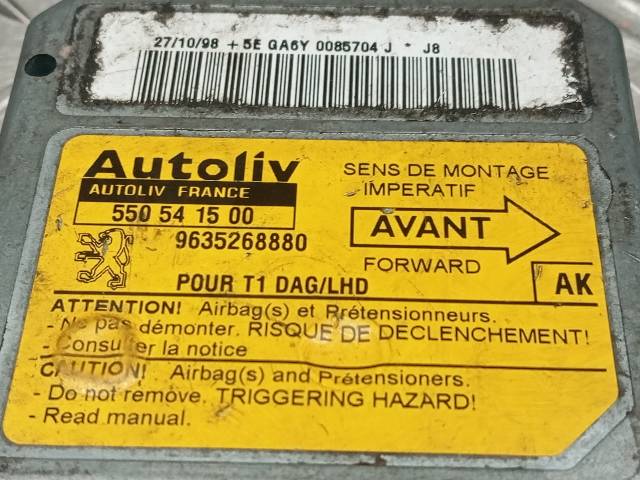 27/10/98 + 5E GA6Y 0085704 J * J8
Autoliv
AUTOLIV FRANCE
550 54 15 00
9635268880
SENS DE MONTAGE
IMPERATIF
AVANT
FORWARD
POUR T1 DAG/LHD
AK
ATTENTION! Airbag(s) et Prétensionneurs.
- Ne pas démonter. RISQUE DE DECLENCHEMENT!
- Consulter la notice
CAUTION! Airbag(s) and Prétensioners.
- Do not remove. TRIGGERING HAZARD!
- Read manual.